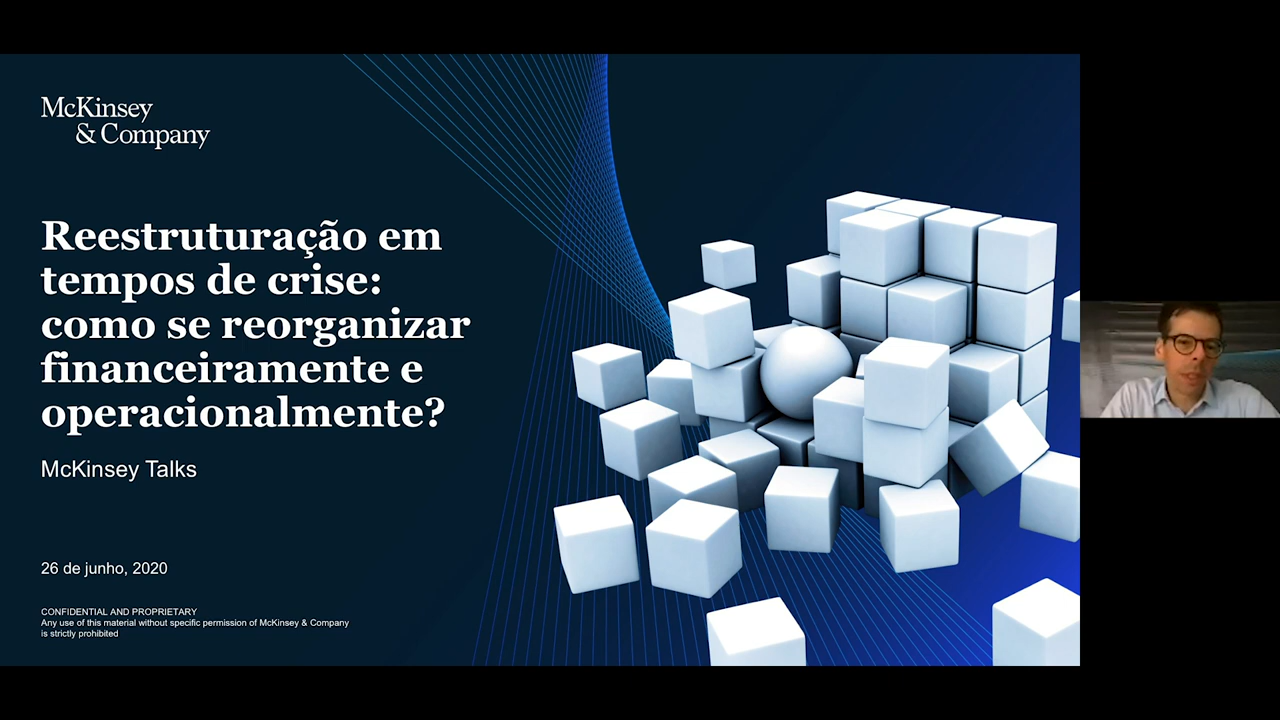 McKinsey
& Company
Reestruturação em
tempos de crise:
como se reorganizar
financeiramente e
operacionalmente?
McKinsey Talks
26 de junho, 2020
CONFIDENTIAL AND PROPRIETARY
Any use of this material without specific permission of McKinsey & Company
is strictly prohibited